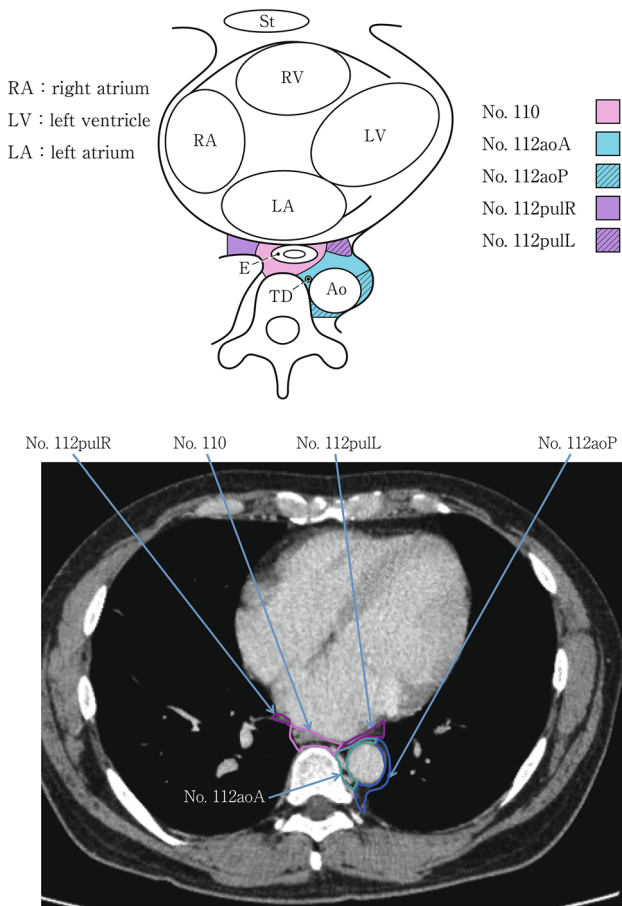 St
RA : right atrium
LV : left ventricle
LA : left atrium
RV
RA
LV
LA
E
TD
Ao
No. 110
No. 112aoA
No. 112aoP
No. 112pulR
No. 112pulL
No. 112pulR
No. 110
No. 112pulL
No. 112aoP
No. 112aoA